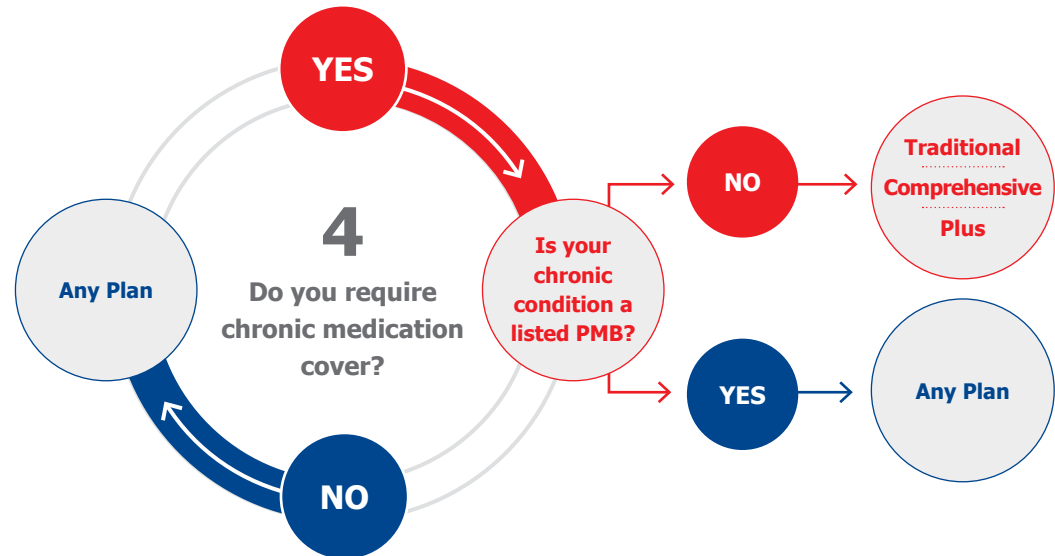 YES
4
Do you require
chronic medication
cover?
Any Plan
NO
Is your
chronic
condition a
listed PMB?
NO
Traditional
Comprehensive
Plus
YES
Any Plan